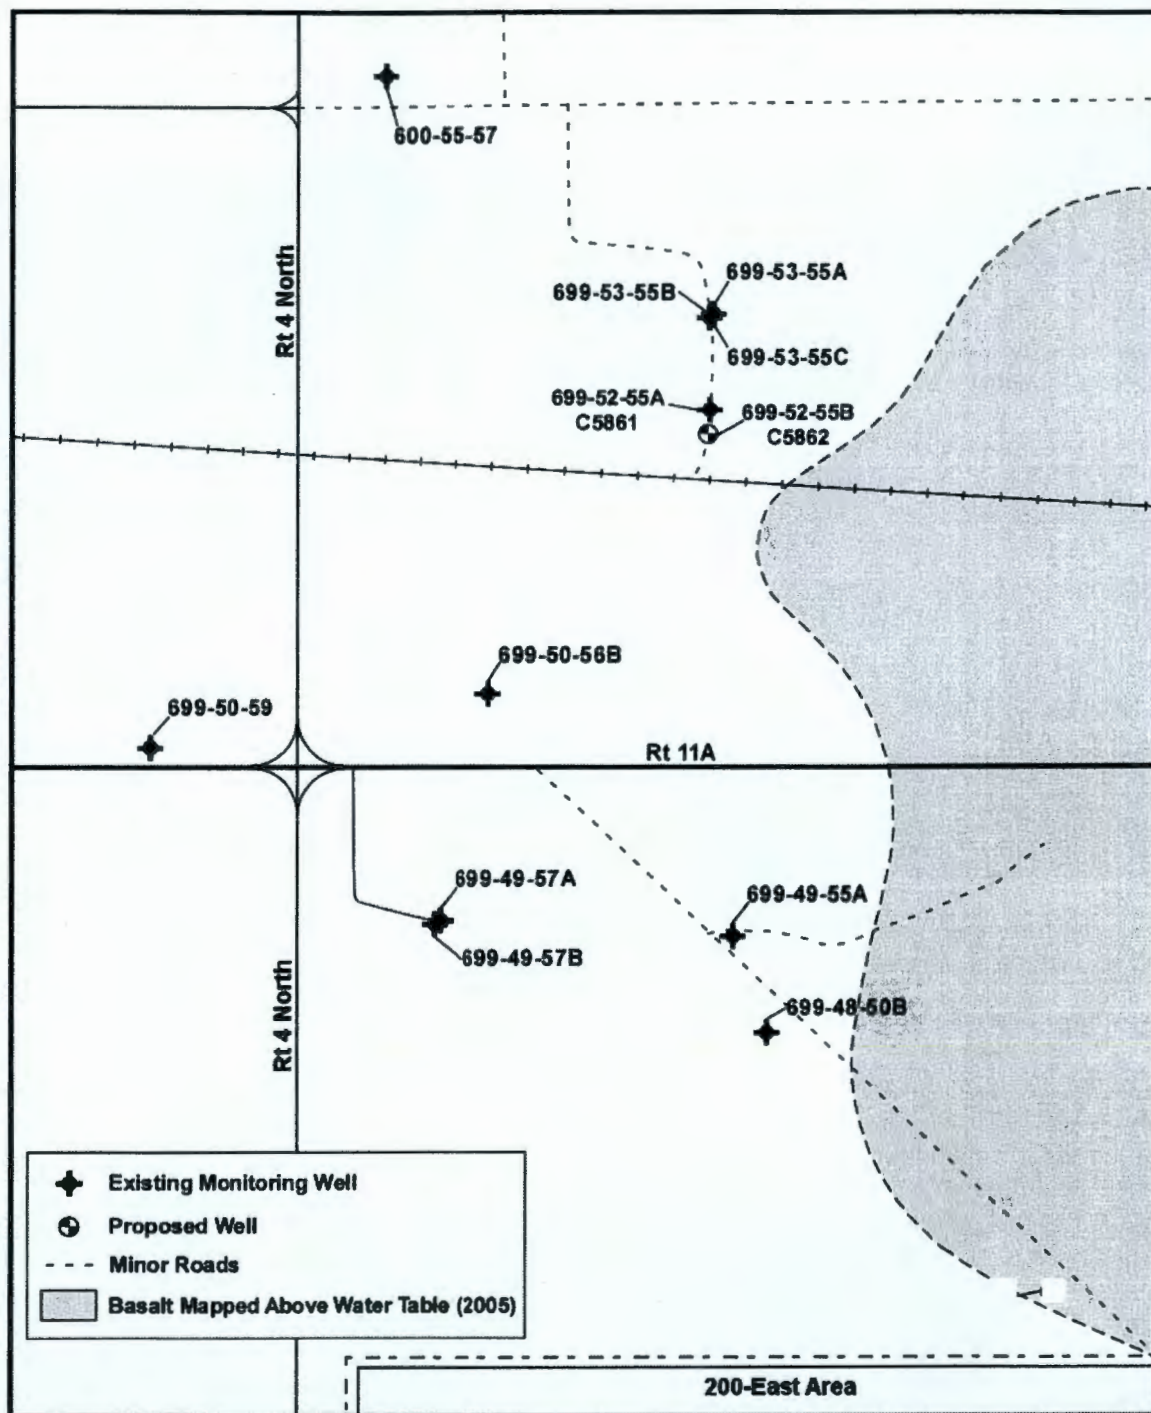 600-55-57
Rt 4 North
699-53-55A
699-53-55B
699-53-55C
699-52-55A
C5861
699-52-55B
C5862
699-50-56B
699-50-59
Rt 11A
699-49-57A
699-49-57B
699-49-55A
699-48-50B
Rt 4 North
Existing Monitoring Well
Proposed Well
Minor Roads
Basalt Mapped Above Water Table (2005)
200-East Area